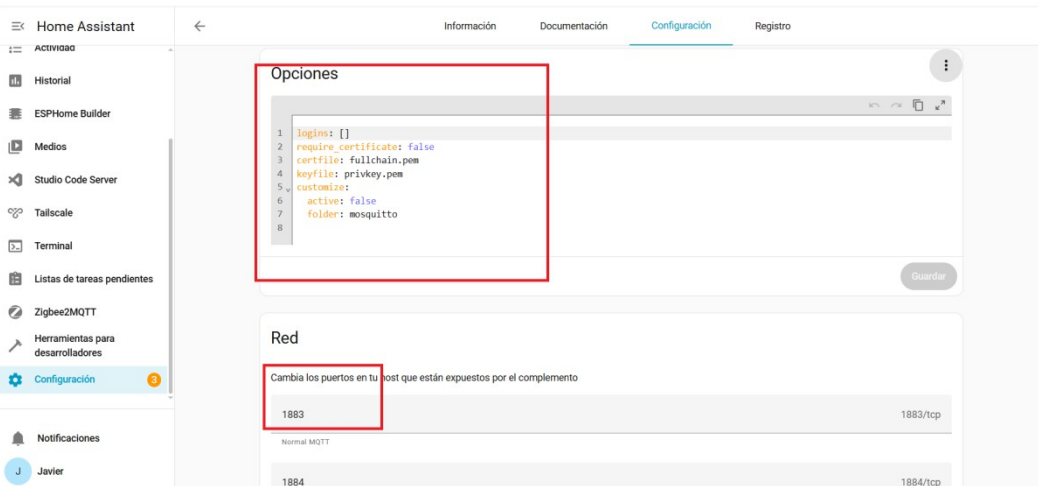 Home Assistant
Información
Documentación
Configuración
Registro
Actividad
Historial
ESPHome Builder
Medios
Studio Code Server
Tailscale
Terminal
Listas de tareas pendientes
Zigbee2MQTT
Herramientas para
desarrolladores
Configuración 3
Notificaciones
J Javier
Opciones
1 logins: []
2 require_certificate: false
3 certfile: fullchain.pem
4 keyfile: privkey.pem
5 customize:
6 active: false
7 folder: mosquitto
8
Guardar
Red
Cambia los puertos en tu host que están expuestos por el complemento
1883 1883/tcp
Normal MQTT
1884 1884/tcp